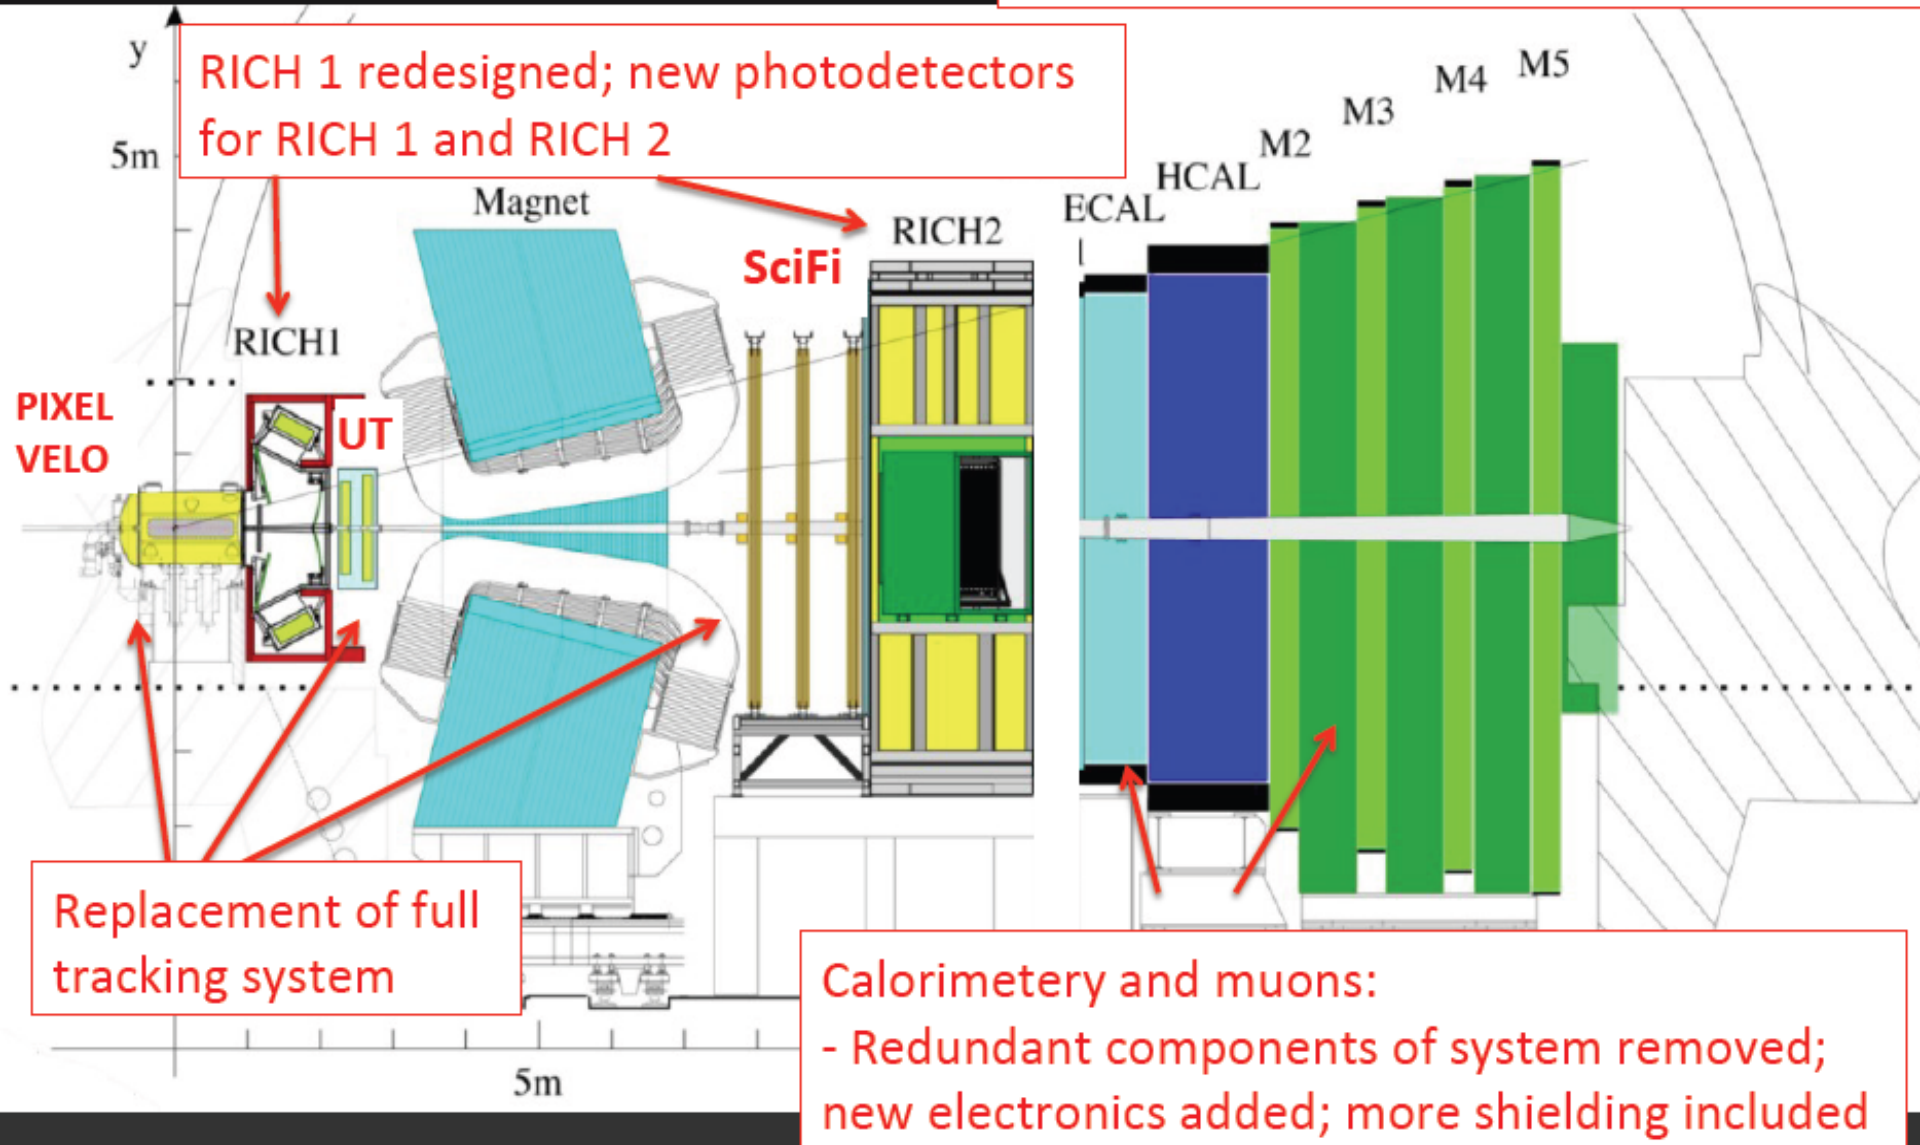 y
RICH 1 redesigned; new photodetectors
for RICH 1 and RICH 2
5m
Magnet
SciFi
RICH2
ECAL
HCAL
M2
M3
M4
M5
RICH1
PIXEL
VELO
UT
Replacement of full
tracking system
5m
Calorimetery and muons:
- Redundant components of system removed;
new electronics added; more shielding included